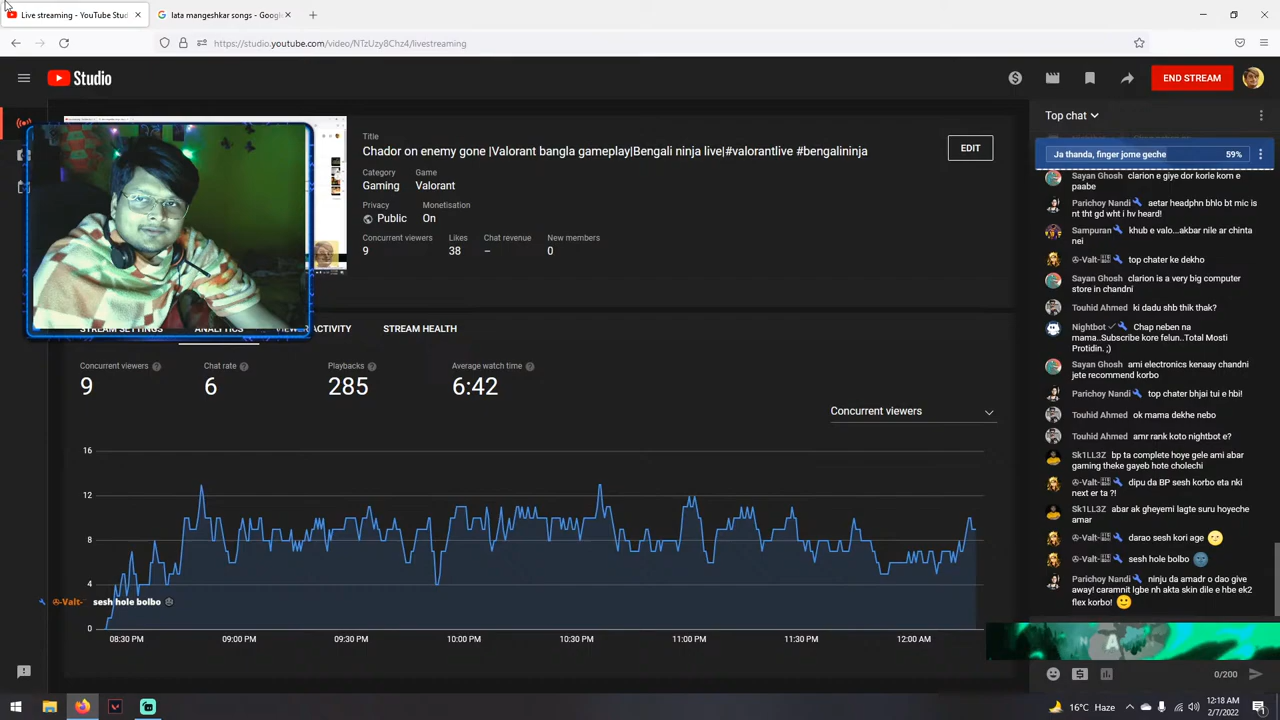 Live streaming - YouTube Stud
lata mangeshkar songs - Google
https://studio.youtube.com/video/NTzUzy8Chz4/livestreaming
Studio
END STREAM
Title
Chador on enemy gone |Valorant bangla gameplay|Bengali ninja live|#valorantlive #bengalininja
EDIT
Category Game
Gaming Valorant
Privacy Monetisation
Public On
Concurrent viewers Likes Chat revenue New members
9 38 – 0
STREAM SETTINGS ANALYTICS VIEWER ACTIVITY STREAM HEALTH
Concurrent viewers Chat rate Playbacks Average watch time
9 6 285 6:42
Concurrent viewers
16
12
8
4
0
08:30 PM 09:00 PM 09:30 PM 10:00 PM 10:30 PM 11:00 PM 11:30 PM 12:00 AM
-Valt- sesh hole bolbo
Top chat
Ja thanda, finger jome geche 59%
Sayan Ghosh clarion e giye dor korle kom e
paabe
Parichoy Nandi aetar headphn bhlo bt mic is
nt tht gd wht i hv heard!
Sampuran khub e valo...akbar nile ar chinta
nei
-Valt- top chater ke dekho
Sayan Ghosh clarion is a very big computer
store in chandni
Touhid Ahmed ki dadu shb thik thak?
Nightbot Chap neben na
mama..Subscribe kore felun..Total Mosti
Protidin. ;)
Sayan Ghosh ami electronics kenaay chandni
jete recommend korbo
Parichoy Nandi top chater bhjai tui e hbi!
Touhid Ahmed ok mama dekhe nebo
Touhid Ahmed amr rank koto nightbot e?
Sk1LL3Z bp ta complete hoye gele ami abar
gaming theke gayeb hote cholechi
-Valt- dipu da BP sesh korbo eta nki
next er ta ?!
Sk1LL3Z abar ak gheyemi lagte suru hoyeche
amar
-Valt- darao sesh kori age
-Valt- sesh hole bolbo
Parichoy Nandi ninju da amadr o dao give
away! caramnit lgbe nh akta skin dile e hbe ek2
flex korbo!
0/200
16°C Haze
12:18 AM
2/7/2022